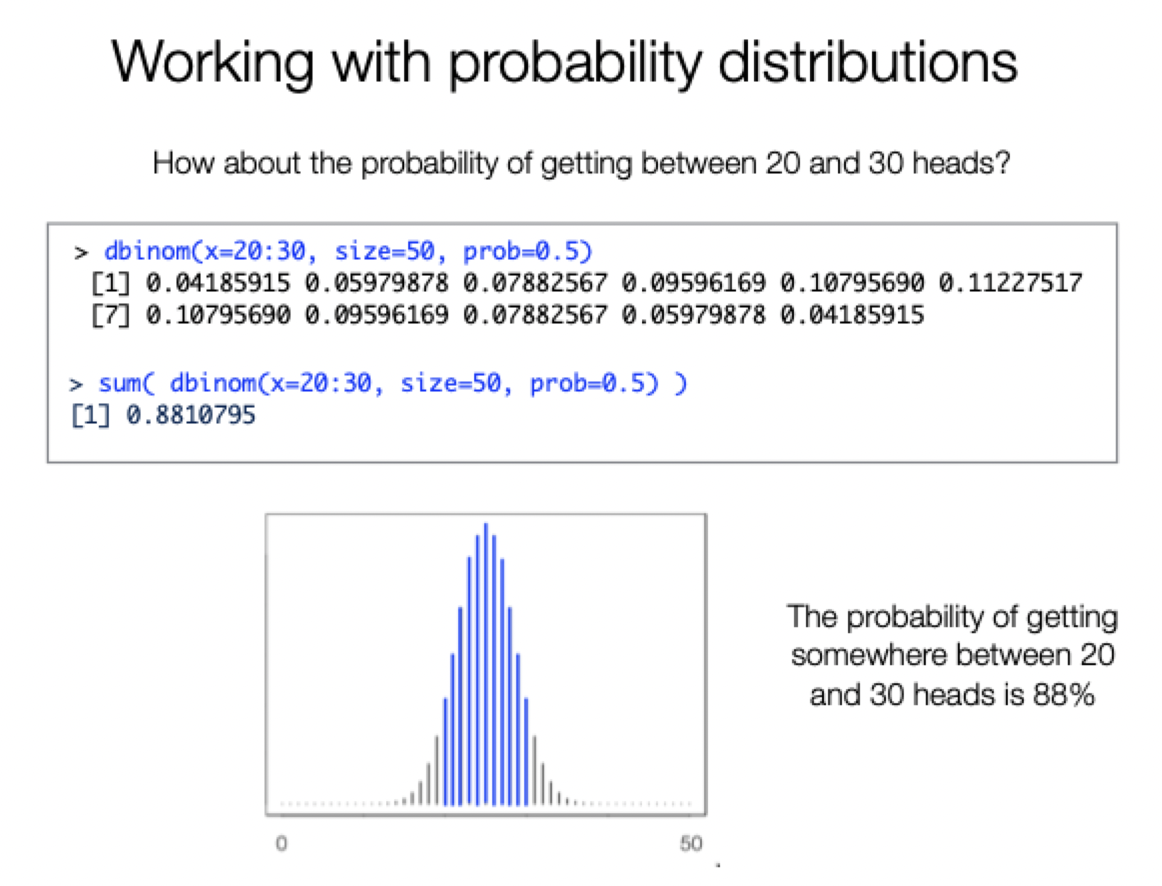 Working with probability distributions
How about the probability of getting between 20 and 30 heads?
> dbinom(x=20:30, size=50, prob=0.5)
[1] 0.04185915 0.05979878 0.07882567 0.09596169 0.10795690 0.11227517
[7] 0.10795690 0.09596169 0.07882567 0.05979878 0.04185915
> sum( dbinom(x=20:30, size=50, prob=0.5) )
[1] 0.8810795
The probability of getting
somewhere between 20
and 30 heads is 88%
0 50